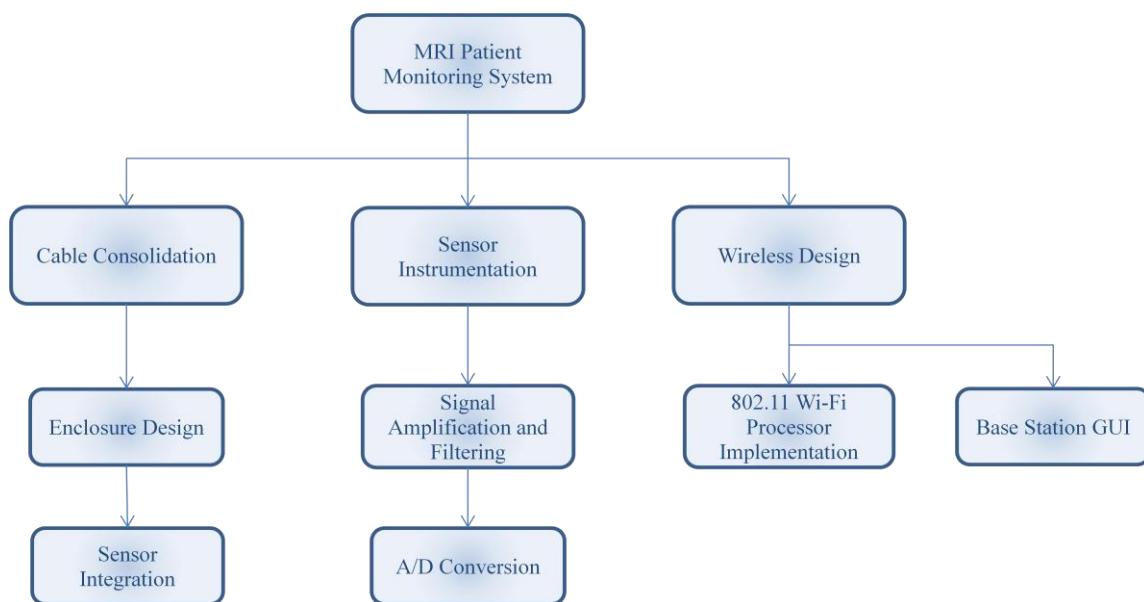 MRI Patient
Monitoring System
Cable Consolidation
Sensor
Instrumentation
Wireless Design
Enclosure Design
Signal
Amplification and
Filtering
802.11 Wi-Fi
Processor
Implementation
Base Station GUI
Sensor
Integration
A/D Conversion